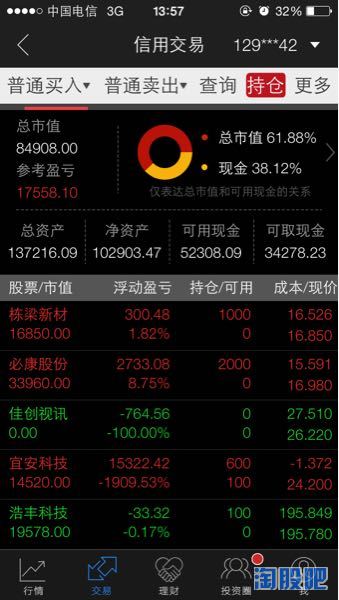 中国电信 3G 13:57 32%
信用交易 129***42
普通买入 普通卖出 查询 持仓 更多
总市值
84908.00
参考盈亏
17558.10
总市值 61.88%
现金 38.12%
仅表达总市值和可用现金的关系
总资产 净资产 可用现金 可取现金
137216.09 102903.47 52308.09 34278.23
股票/市值 浮动盈亏 持仓/可用 成本/现价
栋梁新材 300.48 1000 16.526
16850.00 1.82% 0 16.850
必康股份 2733.08 2000 15.591
33960.00 8.75% 0 16.980
佳创视讯 -764.56 0 27.510
0.00 -100.00% 0 26.220
宜安科技 15322.42 600 -1.372
14520.00 -1909.53% 100 24.200
浩丰科技 -33.32 100 195.849
19578.00 -0.17% 0 195.780
行情 交易 理财 投资圈 我
淘股吧